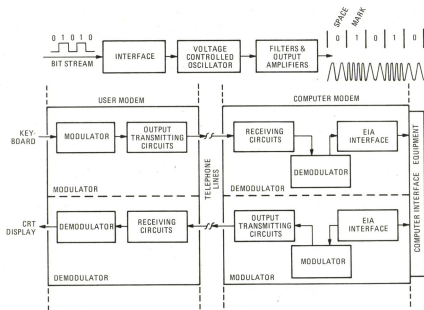 SPACE
MARK
0 1 0 1 0
BIT STREAM
INTERFACE
VOLTAGE
CONTROLLED
OSCILLATOR
FILTERS &
OUTPUT
AMPLIFIERS
0 1 0 1 0
USER MODEM
COMPUTER MODEM
KEY-
BOARD
MODULATOR
OUTPUT
TRANSMITTING
CIRCUITS
MODULATOR
TELEPHONE
LINES
RECEIVING
CIRCUITS
EIA
INTERFACE
DEMODULATOR
DEMODULATOR
COMPUTER INTERFACE EQUIPMENT
CRT
DISPLAY
DEMODULATOR
RECEIVING
CIRCUITS
DEMODULATOR
OUTPUT
TRANSMITTING
CIRCUITS
EIA
INTERFACE
MODULATOR
MODULATOR